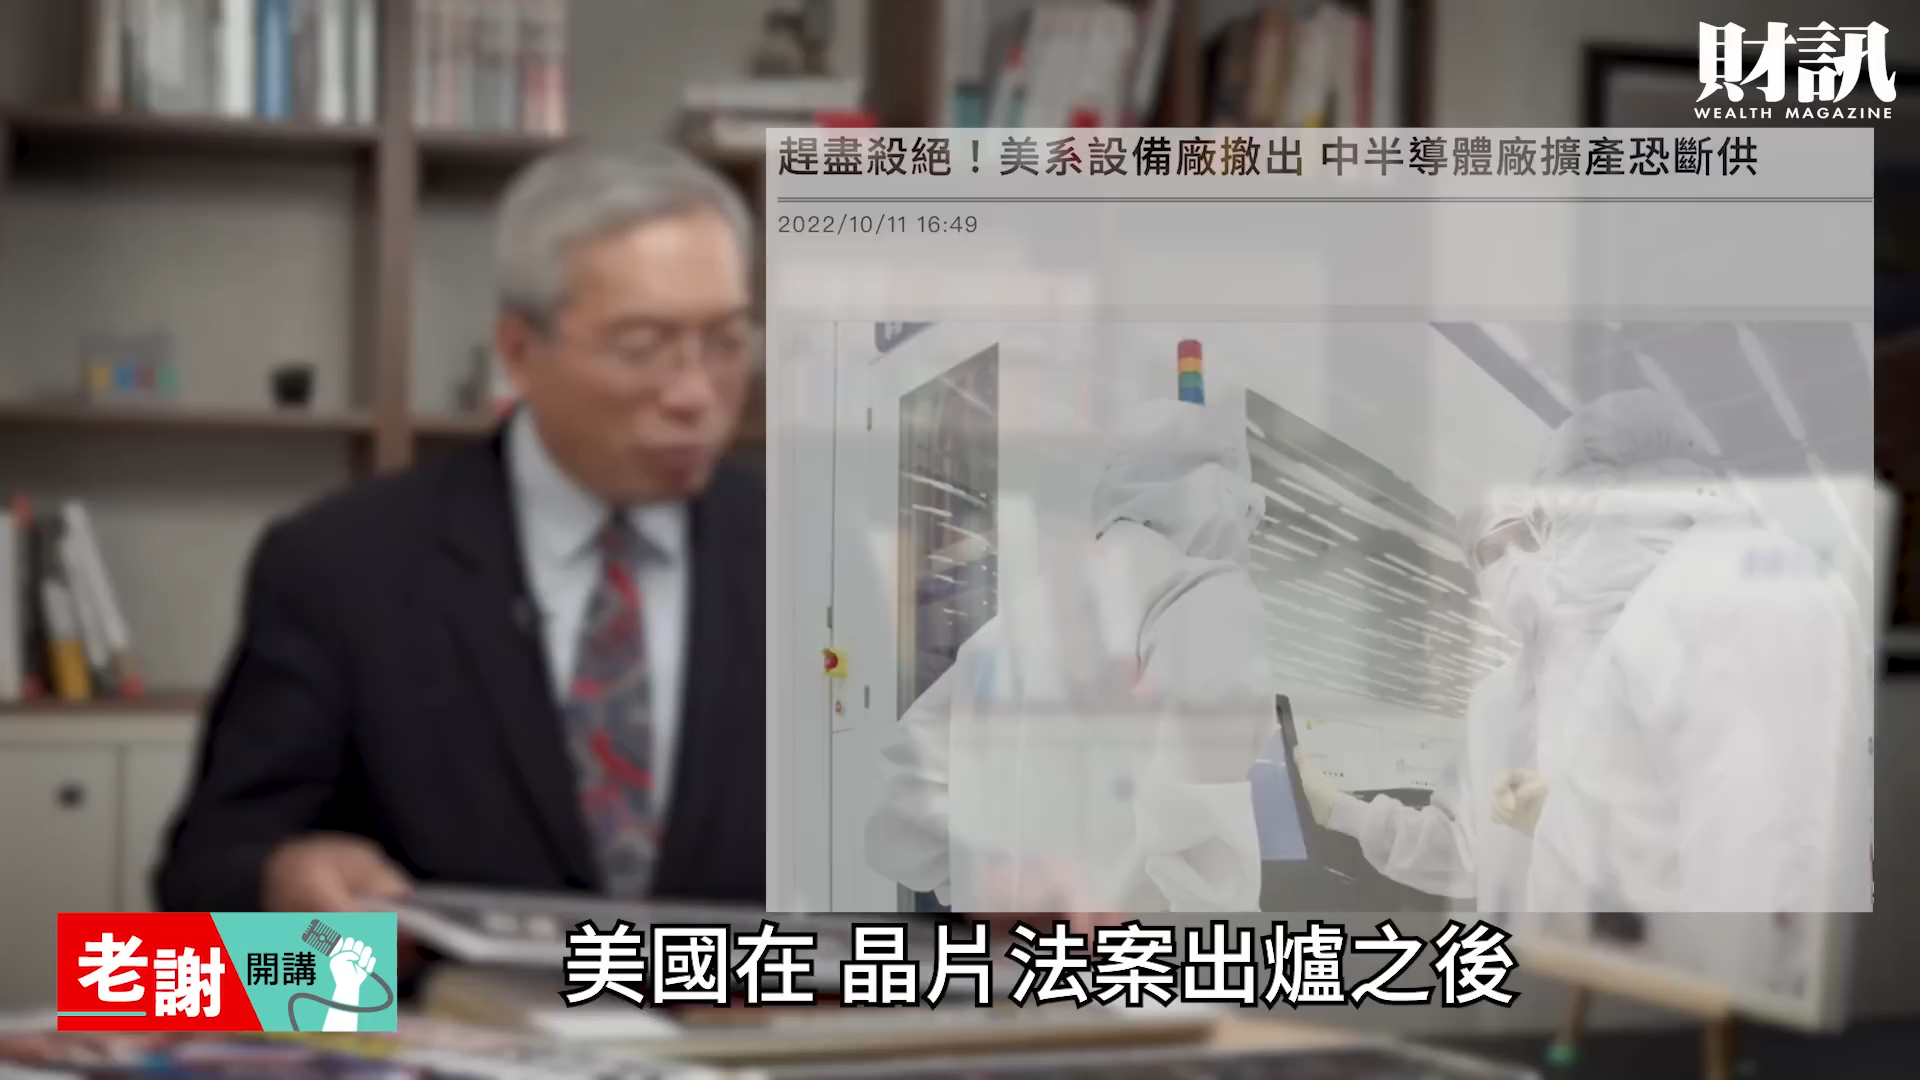 財訊
WEALTH MAGAZINE
趕盡殺絕！美系設備廠撤出 中半導體廠擴產恐斷供
2022/10/11 16:49
老謝 開講
美國在 晶片法案出爐之後